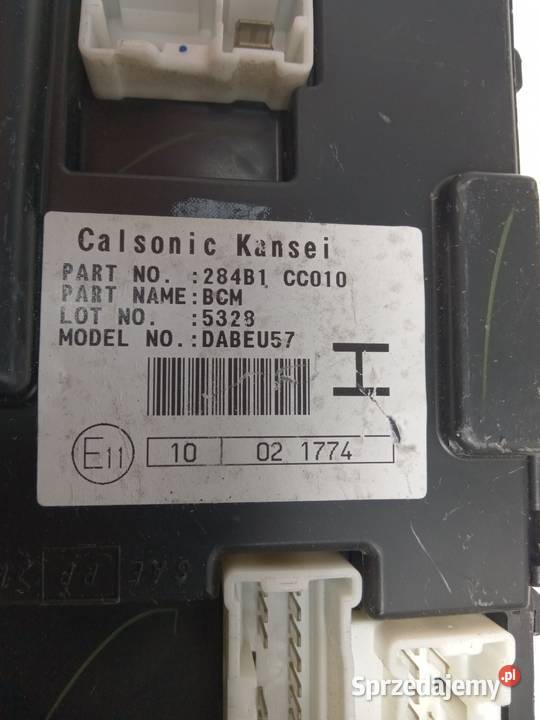 Calsonic Kansei
PART NO. :284B1 CC010
PART NAME:BCM
LOT NO. :5328
MODEL NO.:DABEU57
H
E11
10 02 1774
Sprzedajemy.pl